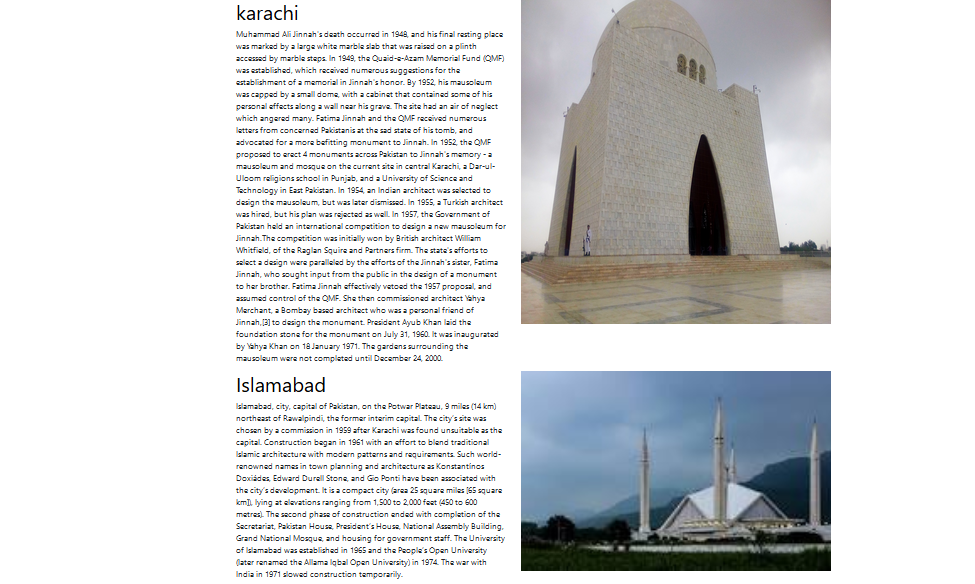 karachi
Muhammad Ali Jinnah's death occurred in 1948, and his final resting place
was marked by a large white marble slab that was raised on a plinth
accessed by marble steps. In 1949, the Quaid-e-Azam Memorial Fund (QMF)
was established, which received numerous suggestions for the
establishment of a memorial in Jinnah's honor. By 1952, his mausoleum
was capped by a small dome, with a cabinet that contained some of his
personal effects along a wall near his grave. The site had an air of neglect
which angered many. Fatima Jinnah and the QMF received numerous
letters from concerned Pakistanis at the sad state of his tomb, and
advocated for a more befitting monument to Jinnah. In 1952, the QMF
proposed to erect 4 monuments across Pakistan to Jinnah's memory - a
mausoleum and mosque on the current site in central Karachi, a Dar-ul-
Uloom religions school in Punjab, and a University of Science and
Technology in East Pakistan. In 1954, an Indian architect was selected to
design the mausoleum, but was later dismissed. In 1955, a Turkish architect
was hired, but his plan was rejected as well. In 1957, the Government of
Pakistan held an international competition to design a new mausoleum for
Jinnah.The competition was initially won by British architect William
Whitfield, of the Raglan Squire and Partners firm. The state's efforts to
select a design were paralleled by the efforts of the Jinnah's sister, Fatima
Jinnah, who sought input from the public in the design of a monument
to her brother. Fatima Jinnah effectively vetoed the 1957 proposal, and
assumed control of the QMF. She then commissioned architect Yahya
Merchant, a Bombay based architect who was a personal friend of
Jinnah,[3] to design the monument. President Ayub Khan laid the
foundation stone for the monument on July 31, 1960. It was inaugurated
by Yahya Khan on 18 January 1971. The gardens surrounding the
mausoleum were not completed until December 24, 2000.
Islamabad
Islamabad, city, capital of Pakistan, on the Potwar Plateau, 9 miles (14 km)
northeast of Rawalpindi, the former interim capital. The city's site was
chosen by a commission in 1959 after Karachi was found unsuitable as the
capital. Construction began in 1961 with an effort to blend traditional
Islamic architecture with modern patterns and requirements. Such world-
renowned names in town planning and architecture as Konstantínos
Doxiádes, Edward Durell Stone, and Gio Ponti have been associated with
the city's development. It is a compact city (area 25 square miles [65 square
km]), lying at elevations ranging from 1,500 to 2,000 feet (450 to 600
metres). The second phase of construction ended with completion of the
Secretariat, Pakistan House, President's House, National Assembly Building,
Grand National Mosque, and housing for government staff. The University
of Islamabad was established in 1965 and the People's Open University
(later renamed the Allama Iqbal Open University) in 1974. The war with
India in 1971 slowed construction temporarily.